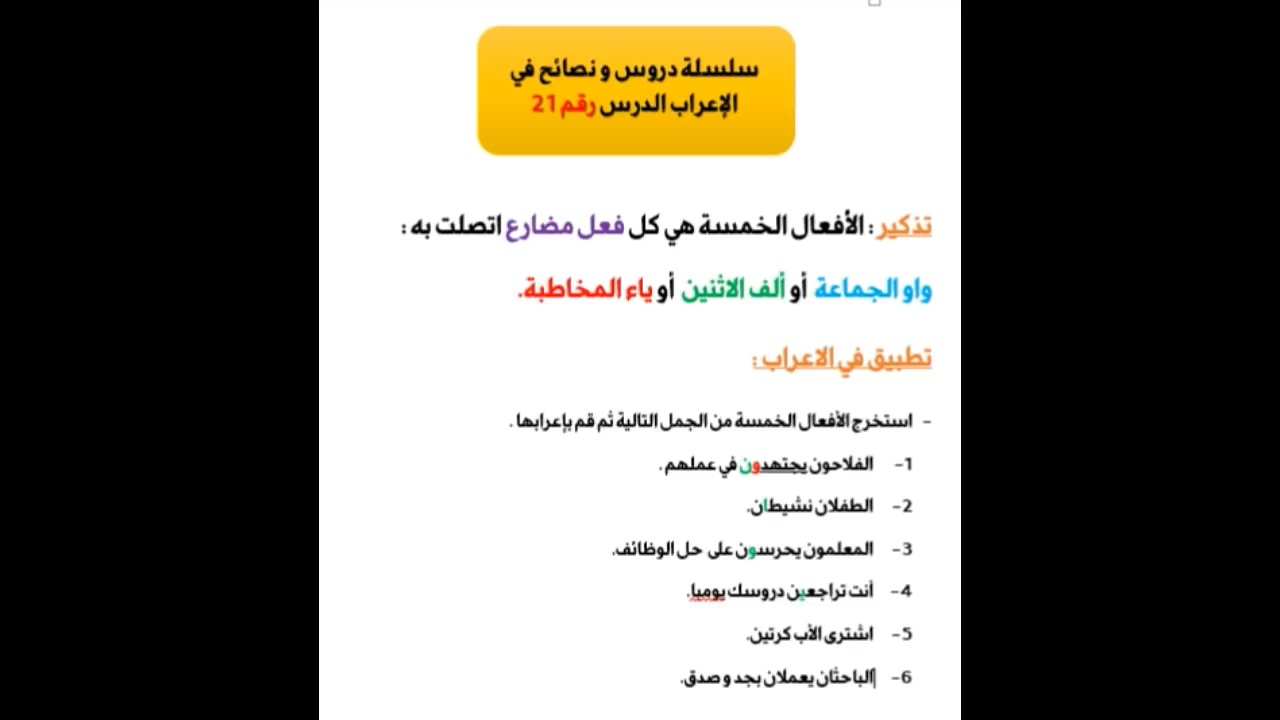 سلسلة دروس و نصائح في
الإعراب الدرس رقم 21
تذكير : الأفعال الخمسة هي كل فعل مضارع اتصلت به :
واو الجماعة أو ألف الاثنين أو ياء المخاطبة.
تطبيق في الاعراب :
- استخرج الأفعال الخمسة من الجمل التالية ثم قم بإعرابها .
1- الفلاحون يجتهدون في عملهم .
2- الطفلان نشيطان.
3- المعلمون يحرسون على حل الوظائف.
4- أنت تراجعين دروسك يوميا.
5- اشترى الأب كرتين.
6- الباحثان يعملان بجد و صدق.